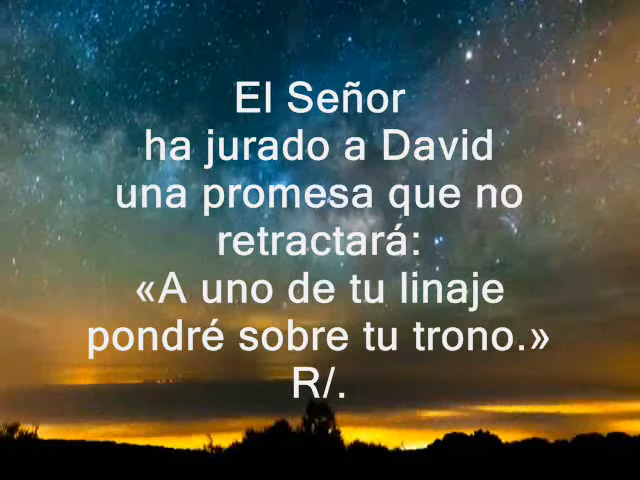 El Señor
ha jurado a David
una promesa que no
retractará:
«A uno de tu linaje
pondré sobre tu trono.»
R/.